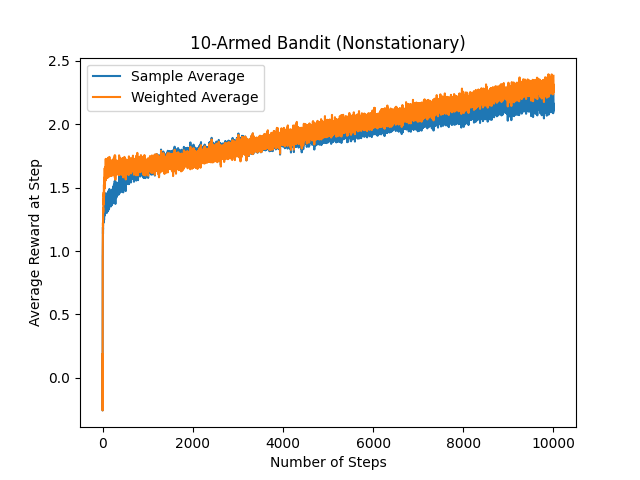 10-Armed Bandit (Nonstationary)
Sample Average
Weighted Average
Average Reward at Step
2.5
2.0
1.5
1.0
0.5
0.0
0 2000 4000 6000 8000 10000
Number of Steps